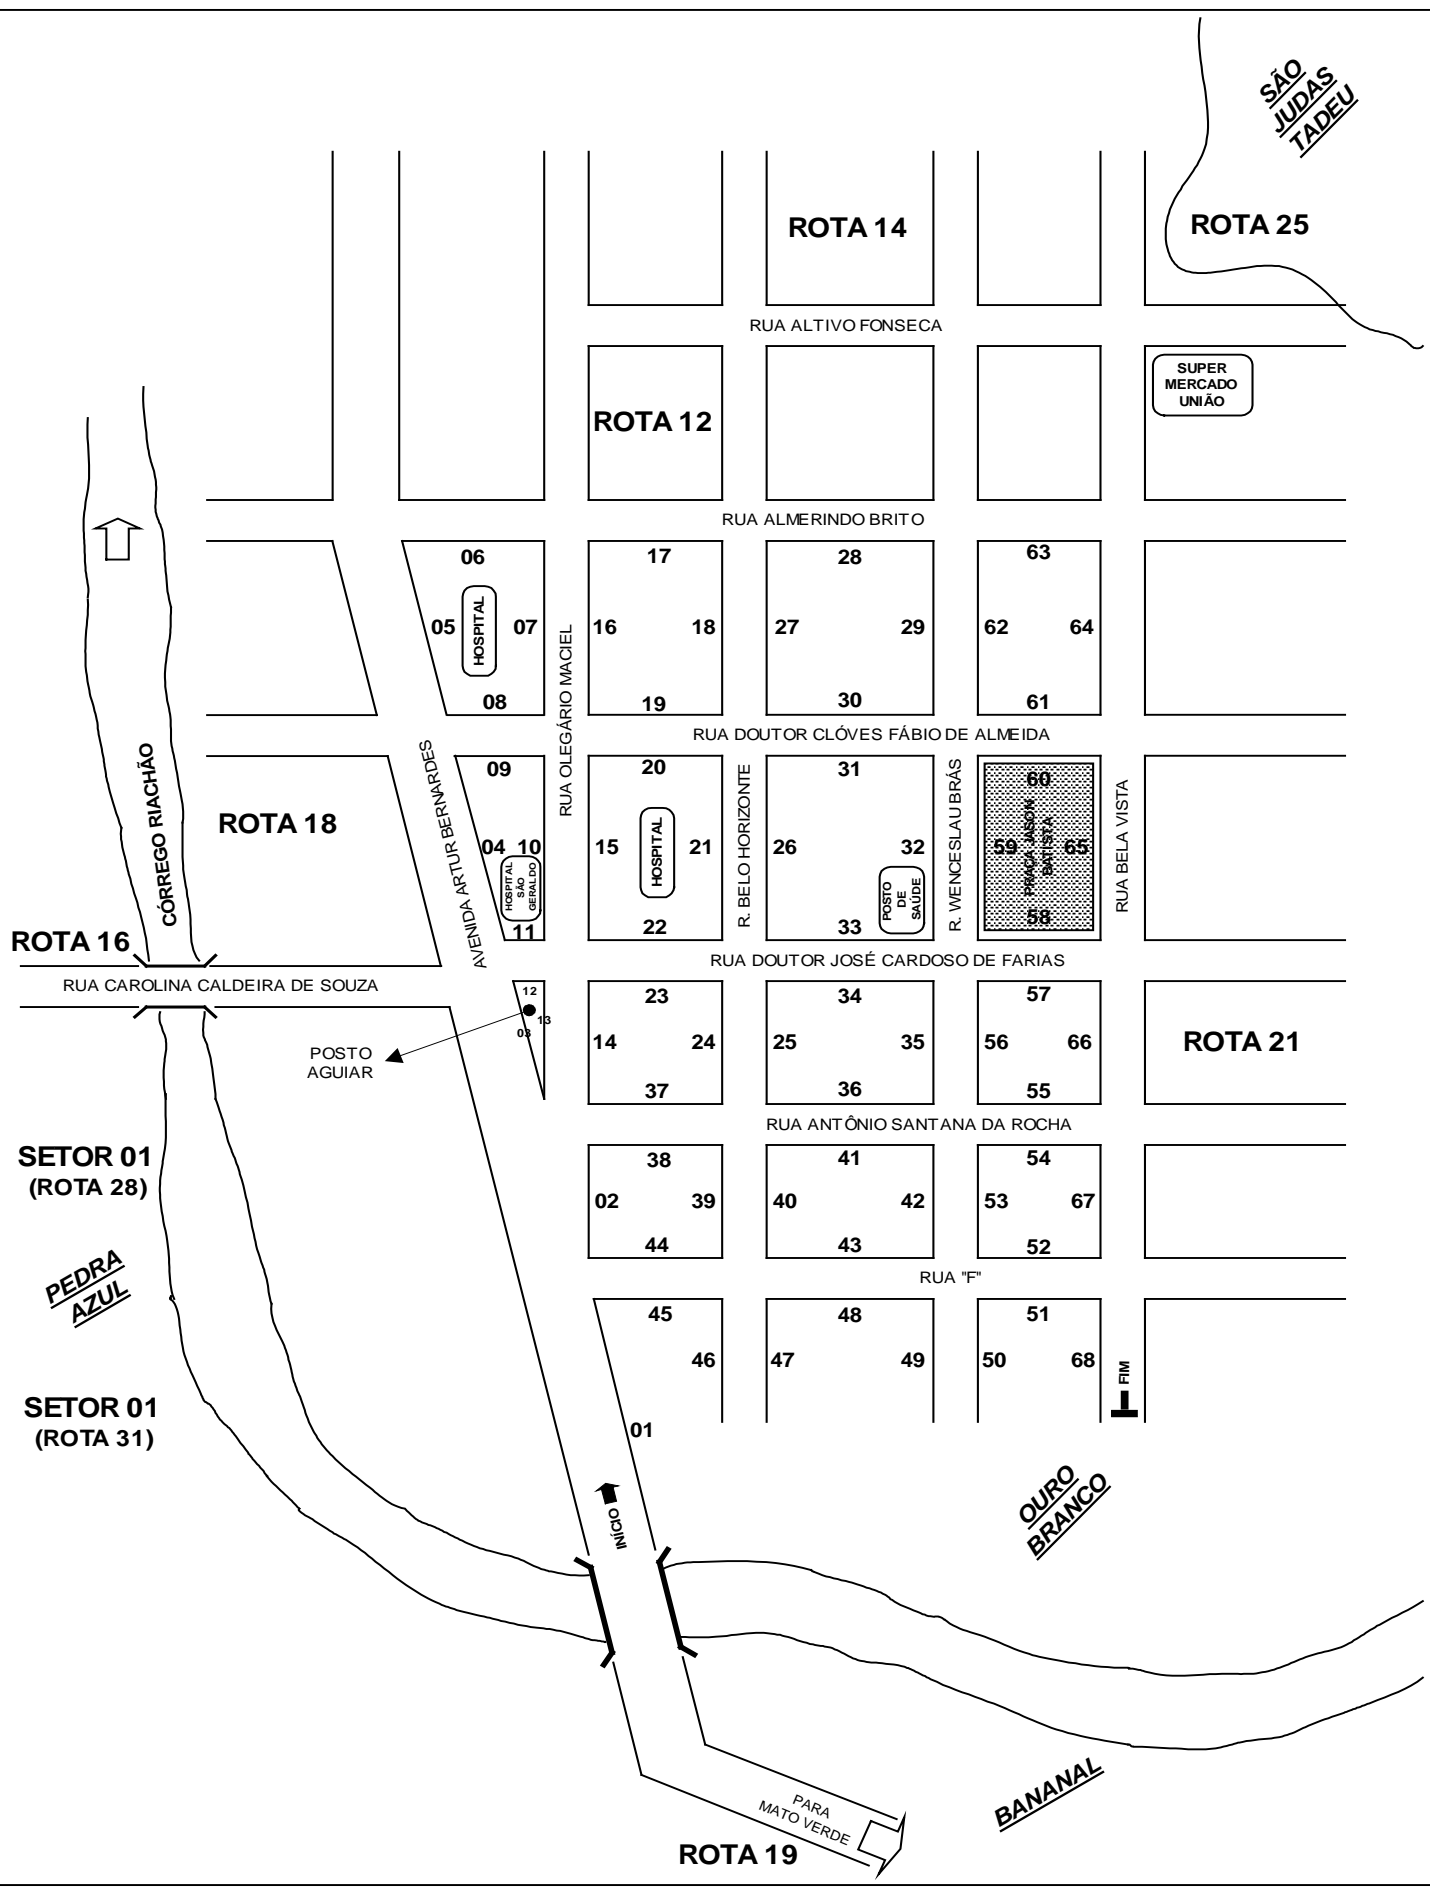 SÃO
JUDAS
TADEU
ROTA 14
ROTA 25
RUA ALTIVO FONSECA
SUPER
MERCADO
UNIÃO
ROTA 12
RUA ALMERINDO BRITO
06
17
28
63
05
HOSPITAL
07
16
18
27
29
62
64
08
19
30
61
RUA OLEGÁRIO MACIEL
RUA DOUTOR CLÓVES FÁBIO DE ALMEIDA
CÓRREGO RIACHÃO
ROTA 18
AVENIDA ARTUR BERNARDES
09
20
31
60
04
10
15
HOSPITAL
21
R. BELO HORIZONTE
26
32
R. WENCESLAU BRÁS
59
PRAÇA JASON
BATISTA
65
RUA BELA VISTA
HOSPITAL
SÃO
GERALDO
POSTO
DE
SAÚDE
11
22
33
58
ROTA 16
RUA DOUTOR JOSÉ CARDOSO DE FARIAS
RUA CAROLINA CALDEIRA DE SOUZA
12
13
03
23
34
57
14
24
25
35
56
66
ROTA 21
POSTO
AGUIAR
37
36
55
RUA ANTÔNIO SANTANA DA ROCHA
SETOR 01
(ROTA 28)
38
41
54
02
39
40
42
53
67
44
43
52
PEDRA
AZUL
RUA "F"
45
48
51
46
47
49
50
68
FIM
SETOR 01
(ROTA 31)
01
INÍCIO
OURO
BRANCO
BANANAL
PARA
MATO VERDE
ROTA 19